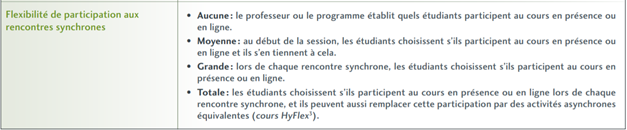 Flexibilité de participation aux
rencontres synchrones
• Aucune : le professeur ou le programme établit quels étudiants participent au cours en présence ou
en ligne.
• Moyenne : au début de la session, les étudiants choisissent s'ils participent au cours en présence ou
en ligne et ils s'en tiennent à cela.
• Grande : lors de chaque rencontre synchrone, les étudiants choisissent s'ils participent au cours en
présence ou en ligne.
• Totale : les étudiants choisissent s'ils participent au cours en présence ou en ligne lors de chaque
rencontre synchrone, et ils peuvent aussi remplacer cette participation par des activités asynchrones
équivalentes (cours HyFlex³).